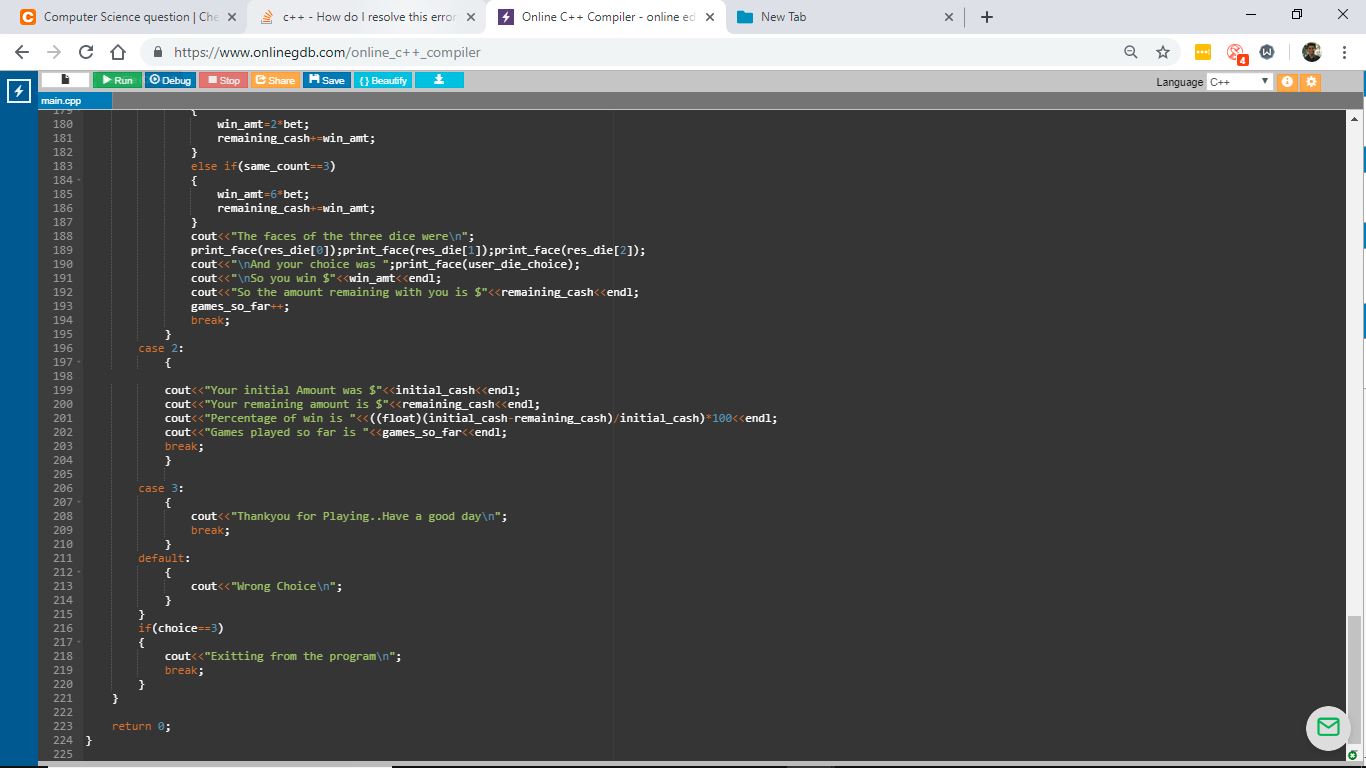 Computer Science question | Che
c++ - How do I resolve this error
Online C++ Compiler - online ed
New Tab
https://www.onlinegdb.com/online_c++_compiler
4
Run Debug Stop Share Save {} Beautify
Language C++
main.cpp
179 {
180 win_amt=2*bet;
181 remaining_cash+=win_amt;
182 }
183 else if(same_count==3)
184 {
185 win_amt=6*bet;
186 remaining_cash+=win_amt;
187 }
188 cout<<"The faces of the three dice were\n";
189 print_face(res_die[0]);print_face(res_die[1]);print_face(res_die[2]);
190 cout<<"\nAnd your choice was ";print_face(user_die_choice);
191 cout<<"\nSo you win $"<<win_amt<<endl;
192 cout<<"So the amount remaining with you is $"<<remaining_cash<<endl;
193 games_so_far++;
194 break;
195 }
196 case 2:
197 {
198
199 cout<<"Your initial Amount was $"<<initial_cash<<endl;
200 cout<<"Your remaining amount is $"<<remaining_cash<<endl;
201 cout<<"Percentage of win is "<<((float)(initial_cash-remaining_cash)/initial_cash)*100<<endl;
202 cout<<"Games played so far is "<<games_so_far<<endl;
203 break;
204 }
205
206 case 3:
207 {
208 cout<<"Thankyou for Playing..Have a good day\n";
209 break;
210 }
211 default:
212 {
213 cout<<"Wrong Choice\n";
214 }
215 }
216 if(choice==3)
217 {
218 cout<<"Exitting from the program\n";
219 break;
220 }
221 }
222
223 return 0;
224 }
225